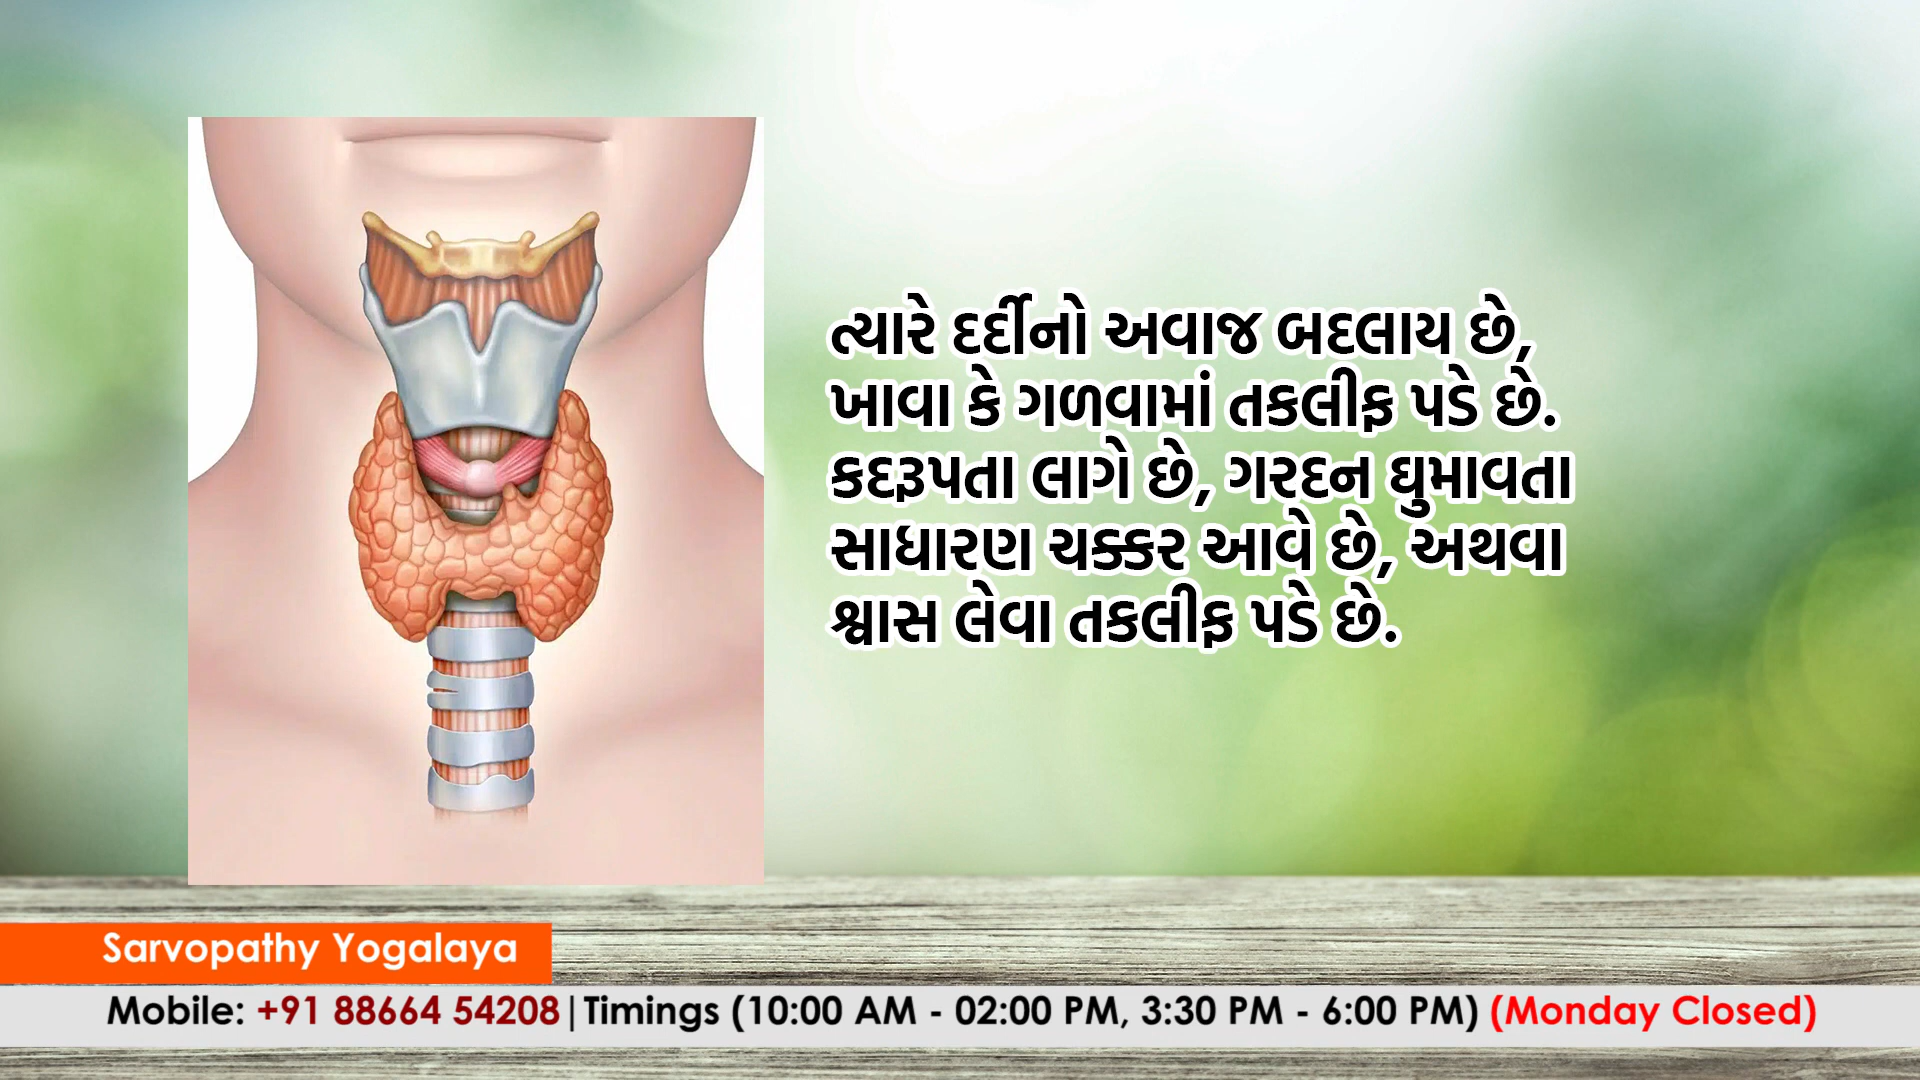 ત્યારે દર્દીનો અવાજ બદલાય છે,
ખાવા કે ગળવામાં તકલીફ પડે છે.
કદરૂપતા લાગે છે, ગરદન ઘુમાવતા
સાધારણ ચક્કર આવે છે, અથવા
શ્વાસ લેવા તકલીફ પડે છે.
Sarvopathy Yogalaya
Mobile: +91 88664 54208|Timings (10:00 AM - 02:00 PM, 3:30 PM - 6:00 PM) (Monday Closed)